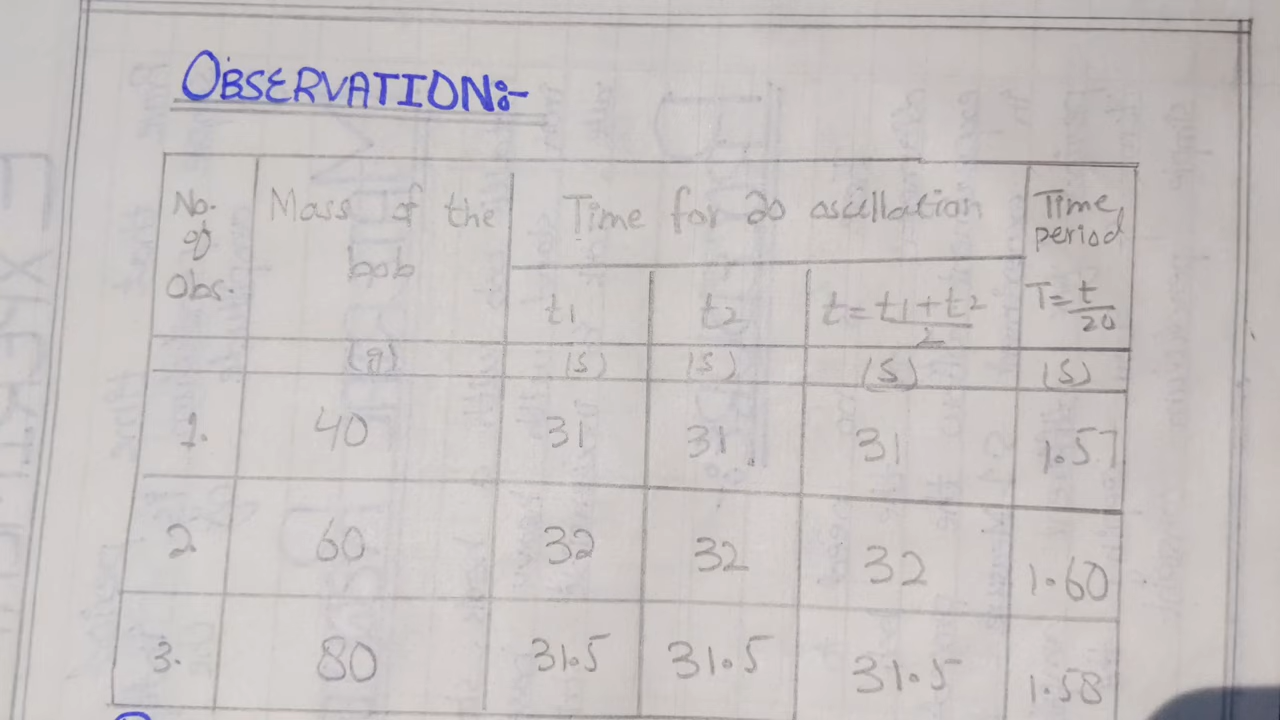 OBSERVATION:-
No. of Obs.
Mass of the bob
Time for 20 oscillation
Time period
t1
t2
t=t1+t2/2
T=t/20
(g)
(s)
(s)
(s)
(s)
1.
40
31
31
31
1.57
2
60
32
32
32
1.60
3.
80
31.5
31.5
31.5
1.58